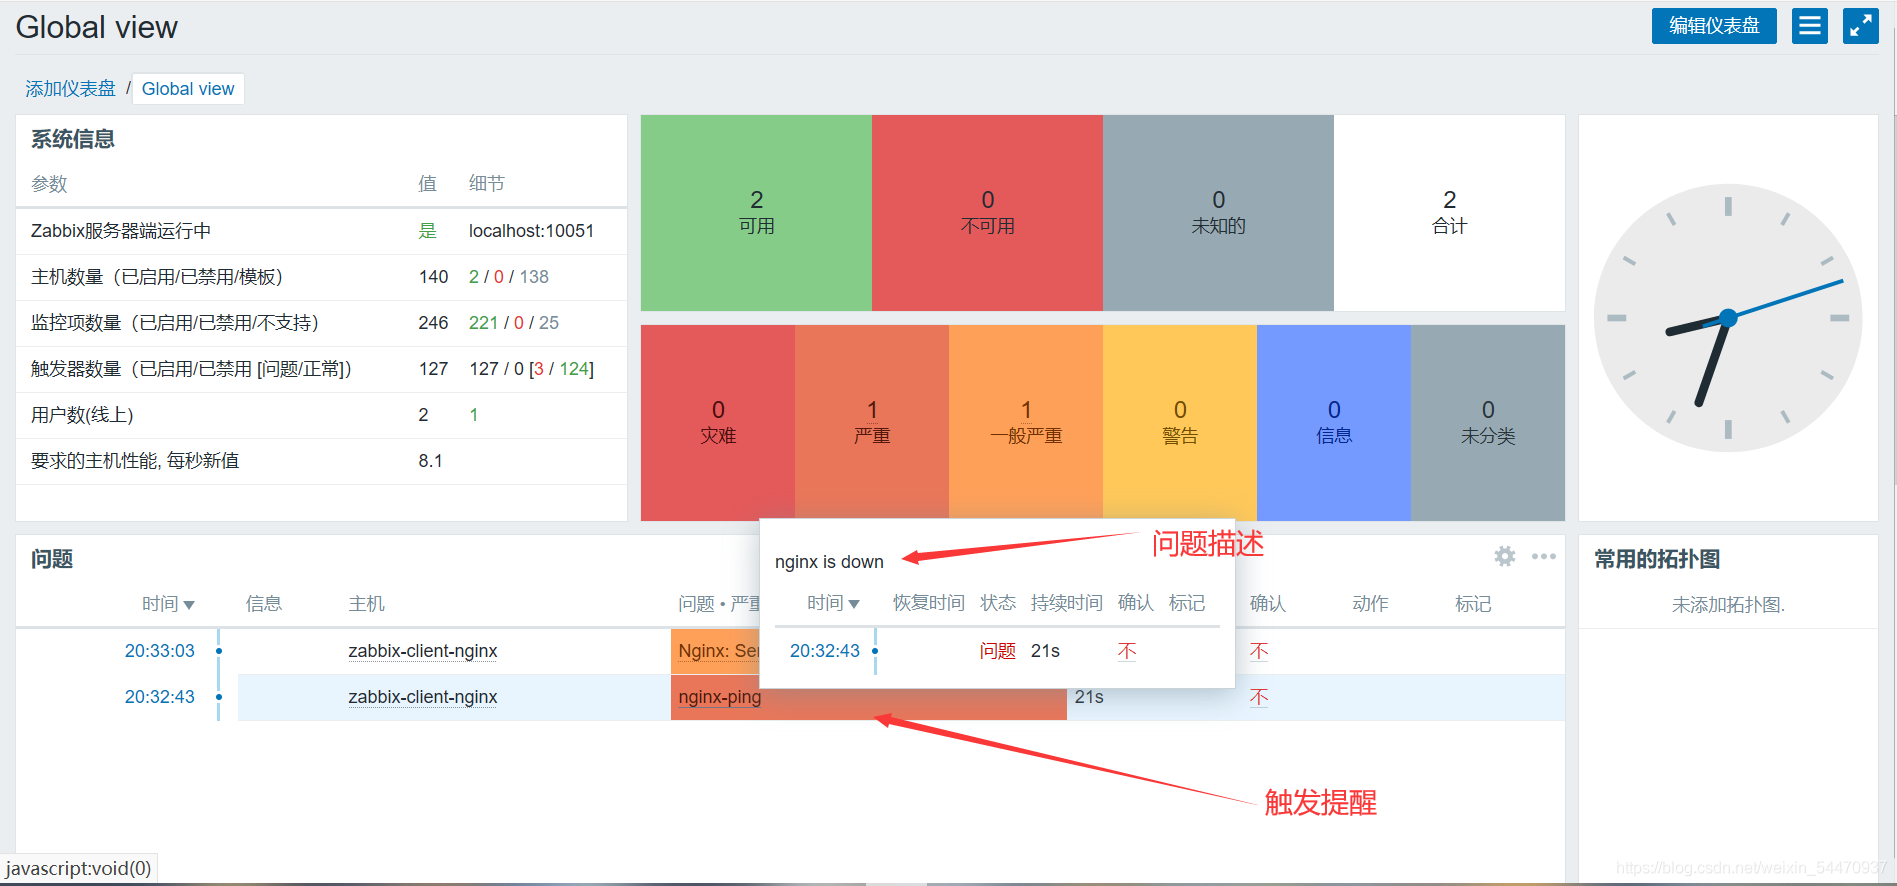 Global view
编辑仪表盘
添加仪表盘 / Global view
系统信息
参数 值 细节
Zabbix服务器端运行中 是 localhost:10051
主机数量（已启用/已禁用/模板） 140 2 / 0 / 138
监控项数量（已启用/已禁用/不支持） 246 221 / 0 / 25
触发器数量（已启用/已禁用 [问题/正常]） 127 127 / 0 [3 / 124]
用户数(线上) 2 1
要求的主机性能, 每秒新值 8.1
2 0 0 2
可用 不可用 未知的 合计
0 1 1 0 0 0
灾难 严重 一般严重 警告 信息 未分类
问题
时间 信息 主机 问题 • 严重 确认 动作 标记
20:33:03 zabbix-client-nginx Nginx: Ser 不
20:32:43 zabbix-client-nginx nginx-ping 21s 不
nginx is down
问题描述
时间 恢复时间 状态 持续时间 确认 标记
20:32:43 问题 21s 不
触发提醒
常用的拓扑图
未添加拓扑图.
javascript:void(0)
https://blog.csdn.net/weixin_54470937